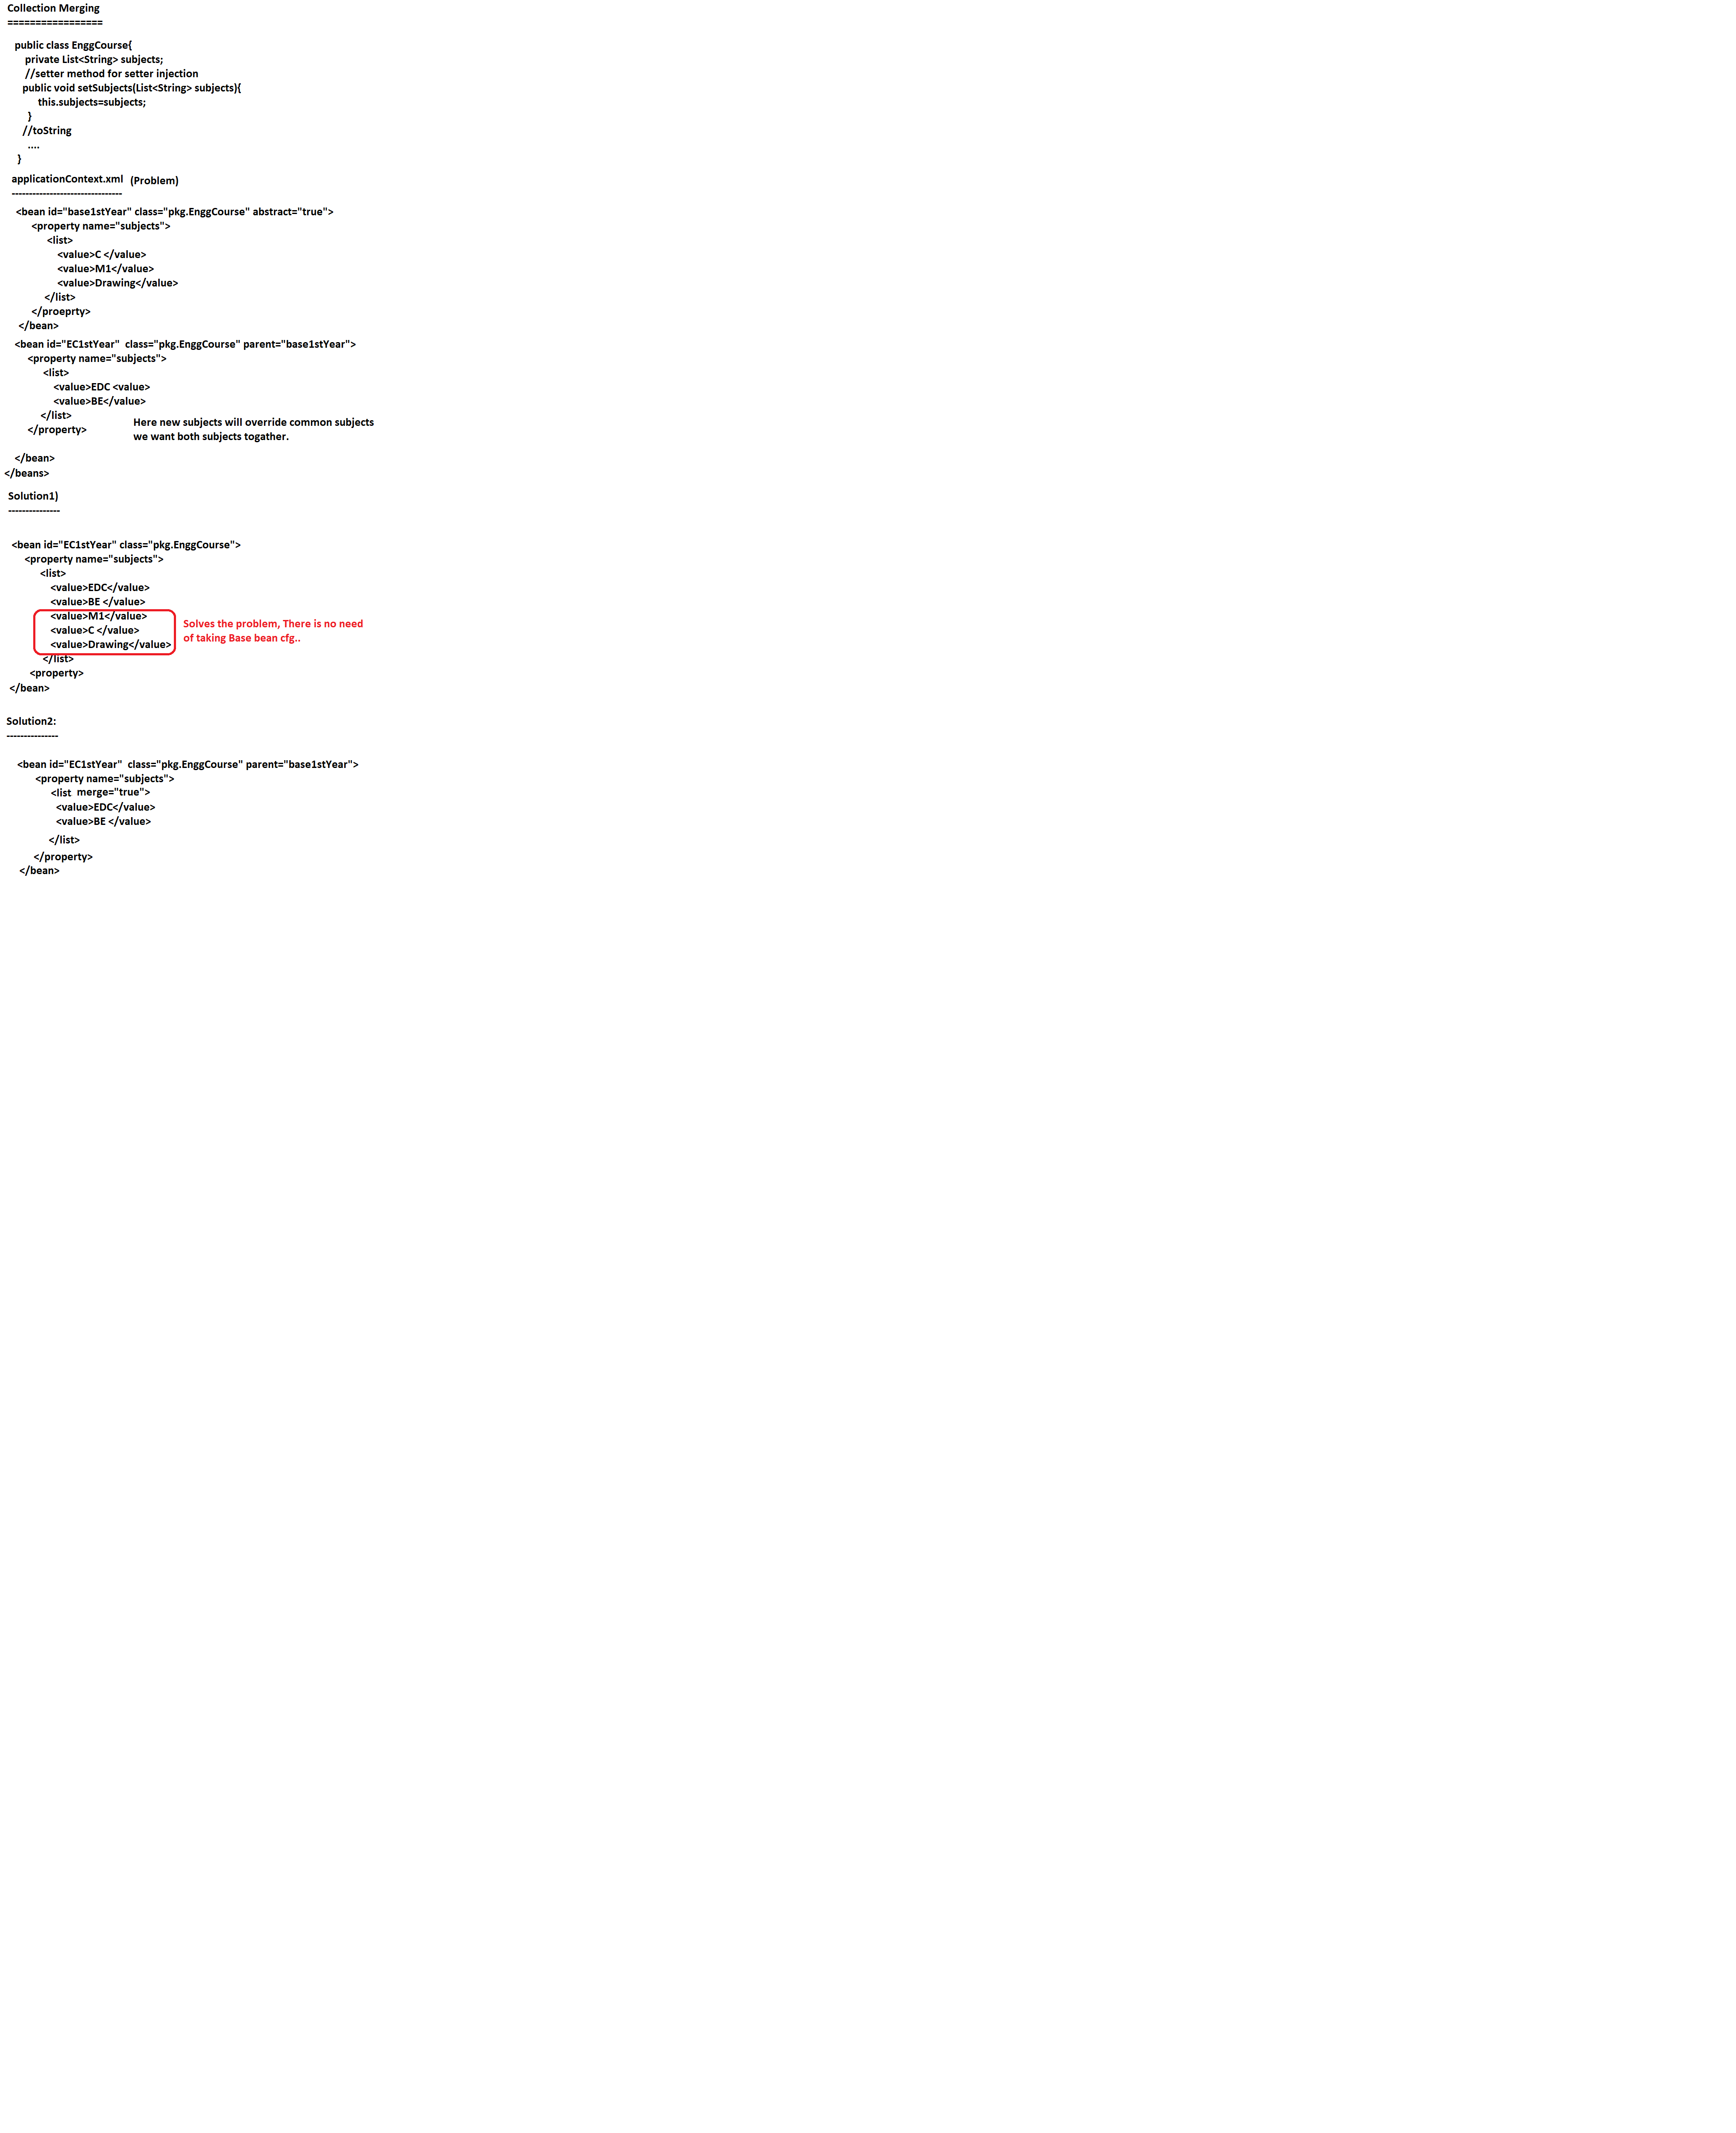 Collection Merging
=================
public class EnggCourse{
private List<String> subjects;
//setter method for setter injection
public void setSubjects(List<String> subjects){
this.subjects=subjects;
}
//toString
....
}
applicationContext.xml (Problem)
--------------------------------
<bean id="base1stYear" class="pkg.EnggCourse" abstract="true">
<property name="subjects">
<list>
<value>C </value>
<value>M1</value>
<value>Drawing</value>
</list>
</proeprty>
</bean>
<bean id="EC1stYear"  class="pkg.EnggCourse" parent="base1stYear">
<property name="subjects">
<list>
<value>EDC <value>
<value>BE</value>
</list>
</property>
Here new subjects will override common subjects
we want both subjects togather.
</bean>
</beans>
Solution1)
---------------
<bean id="EC1stYear" class="pkg.EnggCourse">
<property name="subjects">
<list>
<value>EDC</value>
<value>BE </value>
<value>M1</value>
<value>C </value>
<value>Drawing</value>
Solves the problem, There is no need
of taking Base bean cfg..
</list>
<property>
</bean>
Solution2:
---------------
<bean id="EC1stYear"  class="pkg.EnggCourse" parent="base1stYear">
<property name="subjects">
<list  merge="true">
<value>EDC</value>
<value>BE </value>
</list>
</property>
</bean>